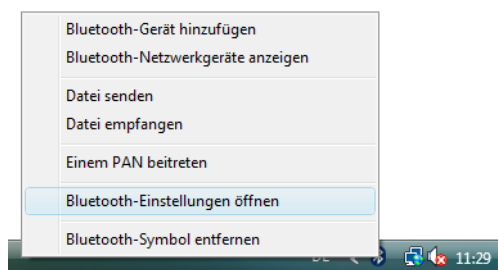 Bluetooth-Gerät hinzufügen
Bluetooth-Netzwerkgeräte anzeigen
Datei senden
Datei empfangen
Einem PAN beitreten
Bluetooth-Einstellungen öffnen
Bluetooth-Symbol entfernen
DE
11:29